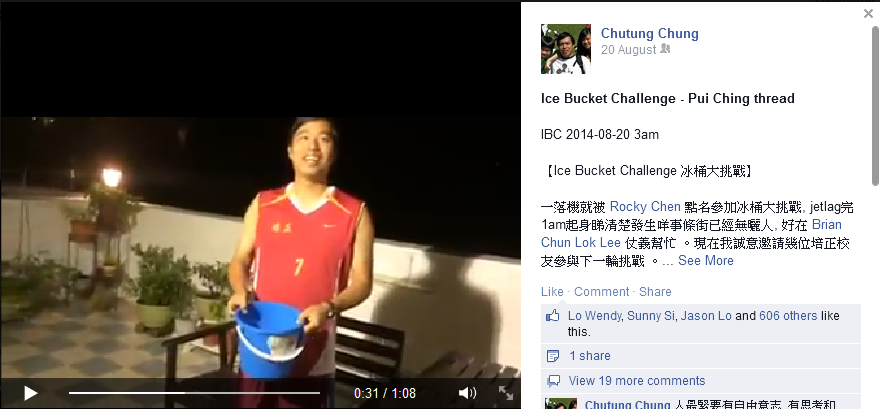 Chutung Chung
20 August
Ice Bucket Challenge - Pui Ching thread
IBC 2014-08-20 3am
【Ice Bucket Challenge 冰桶大挑戰】
一落機就被 Rocky Chen 點名參加冰桶大挑戰, jetlag完
1am起身睇清楚發生咩事條街已經無曬人, 好在 Brian
Chun Lok Lee 仗義幫忙 。現在我誠意邀請幾位培正校
友參與下一輪挑戰 。... See More
Like · Comment · Share
Lo Wendy, Sunny Si, Jason Lo and 606 others like
this.
1 share
View 19 more comments
Chutung Chung 人最緊要有自由意志, 有思考和
7
0:31 / 1:08